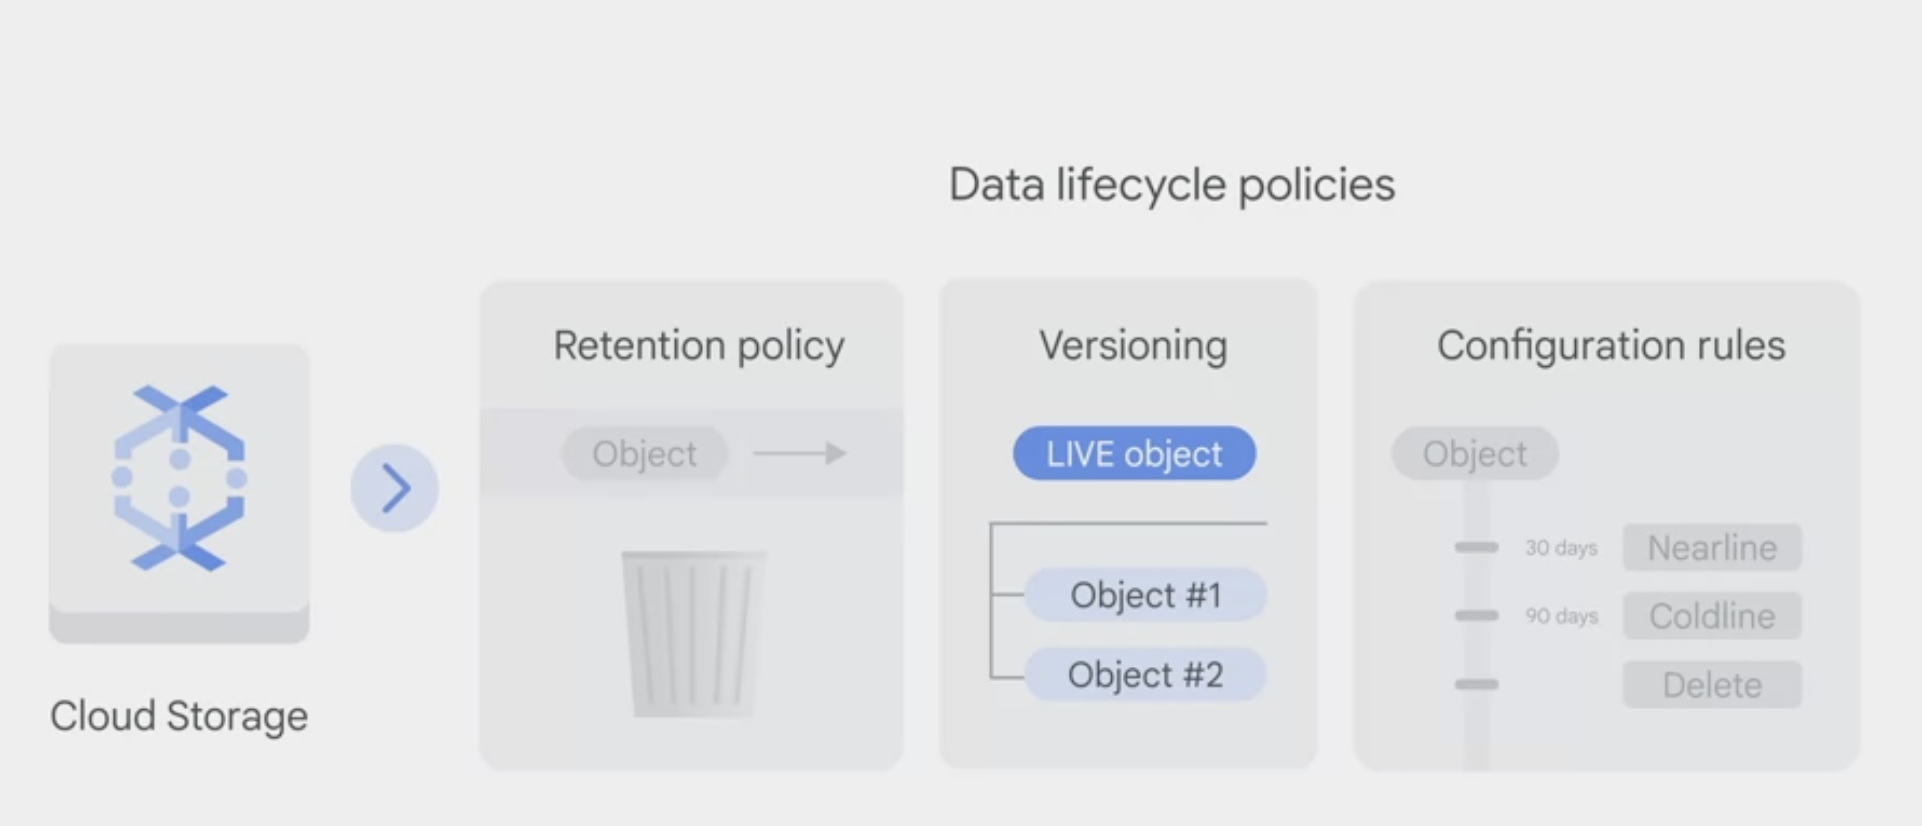 Data lifecycle policies
Cloud Storage
Retention policy
Object
Versioning
LIVE object
Object #1
Object #2
Configuration rules
Object
30 days Nearline
90 days Coldline
Delete